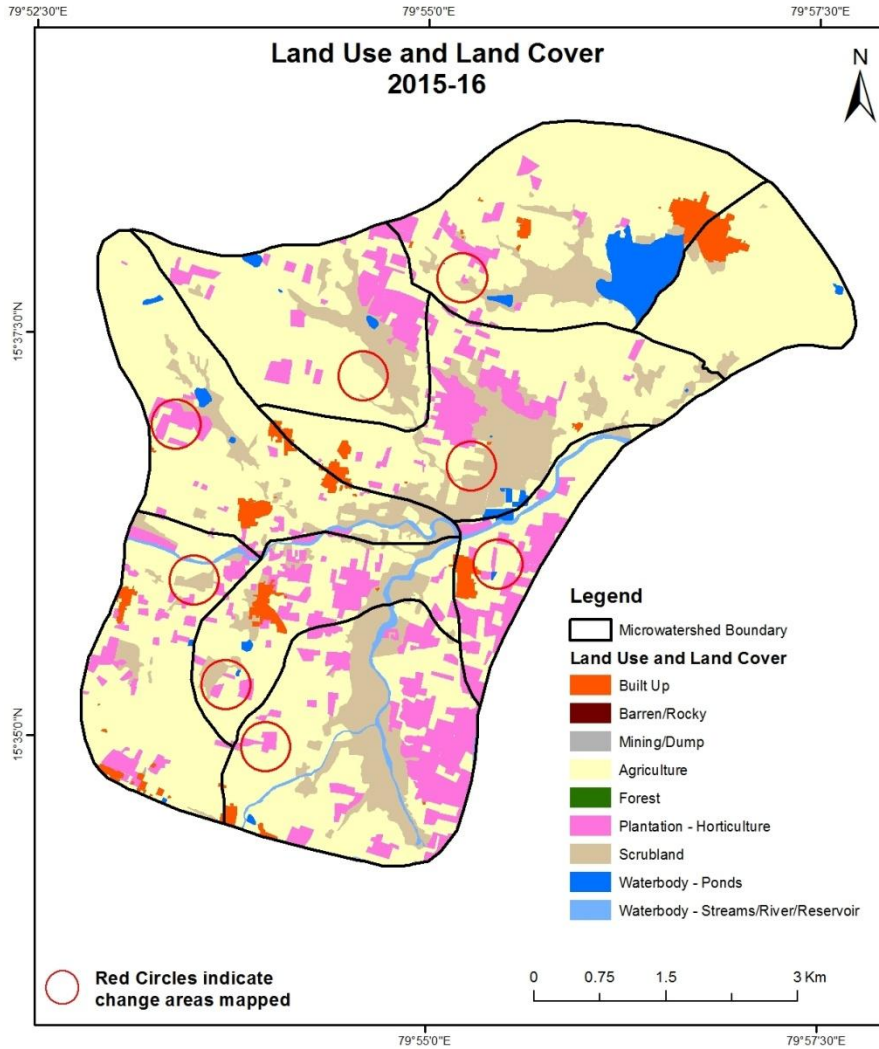 79°52'30"E
79°55'0"E
79°57'30"E
Land Use and Land Cover
2015-16
N
15°37'30"N
15°35'0"N
Legend
Microwatershed Boundary
Land Use and Land Cover
Built Up
Barren/Rocky
Mining/Dump
Agriculture
Forest
Plantation - Horticulture
Scrubland
Waterbody - Ponds
Waterbody - Streams/River/Reservoir
Red Circles indicate
change areas mapped
0 0.75 1.5 3 Km
79°55'0"E
79°57'30"E